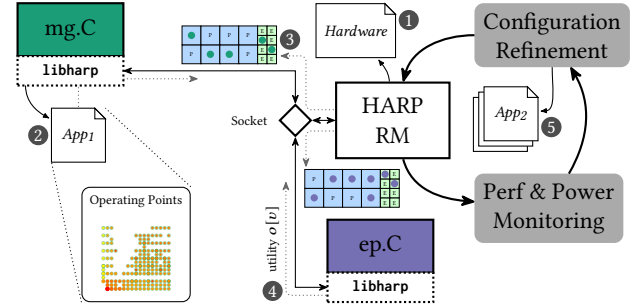 mg.C
libharp
2
App1
Operating Points
P P P E E
E
P P P E
E E
3
Hardware
1
Socket
HARP
RM
Configuration
Refinement
App2
5
Perf & Power
Monitoring
P E
E
P P E E
E E
utility o[v]
4
ep.C
libharp